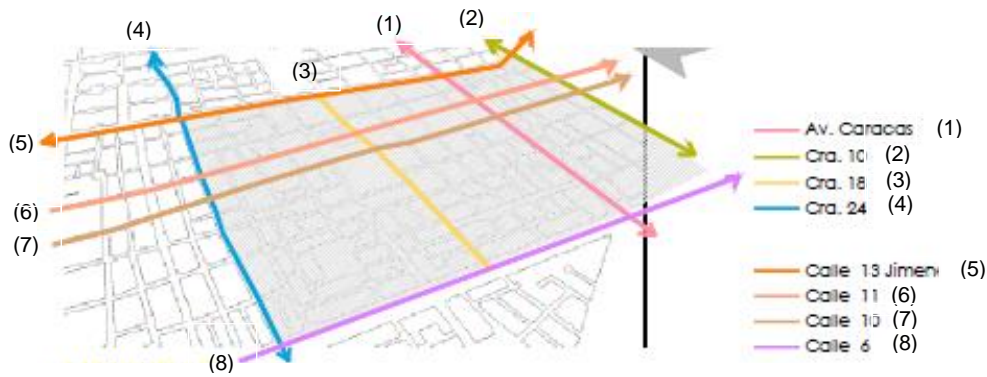 (4)
(1)
(2)
(3)
(5)
(6)
(7)
(8)
Av. Caracas (1)
Cra. 10 (2)
Cra. 18 (3)
Cra. 24 (4)
Calle 13 Jimen (5)
Calle 11 (6)
Calle 10 (7)
Calle 6 (8)